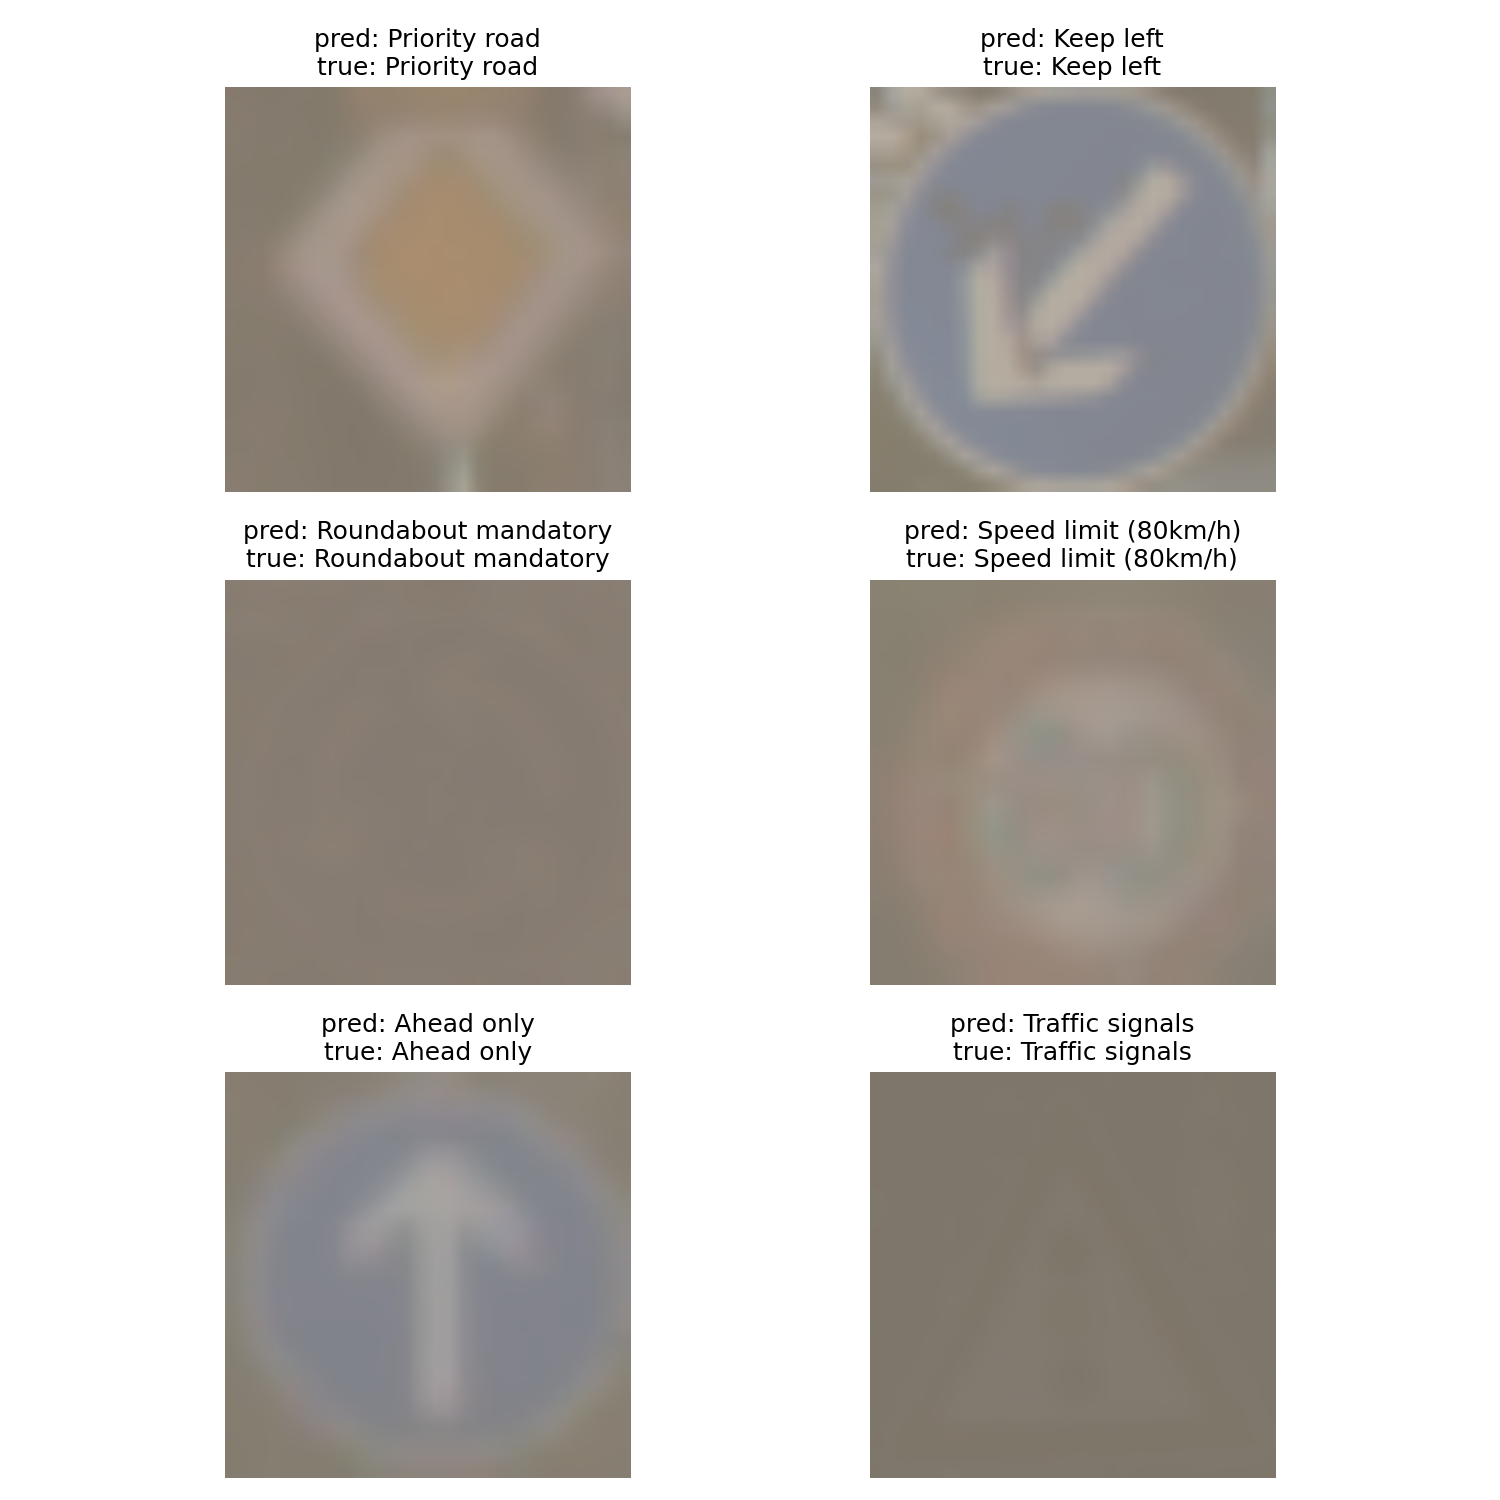 pred: Priority road
true: Priority road
pred: Keep left
true: Keep left
pred: Roundabout mandatory
true: Roundabout mandatory
pred: Speed limit (80km/h)
true: Speed limit (80km/h)
pred: Ahead only
true: Ahead only
pred: Traffic signals
true: Traffic signals